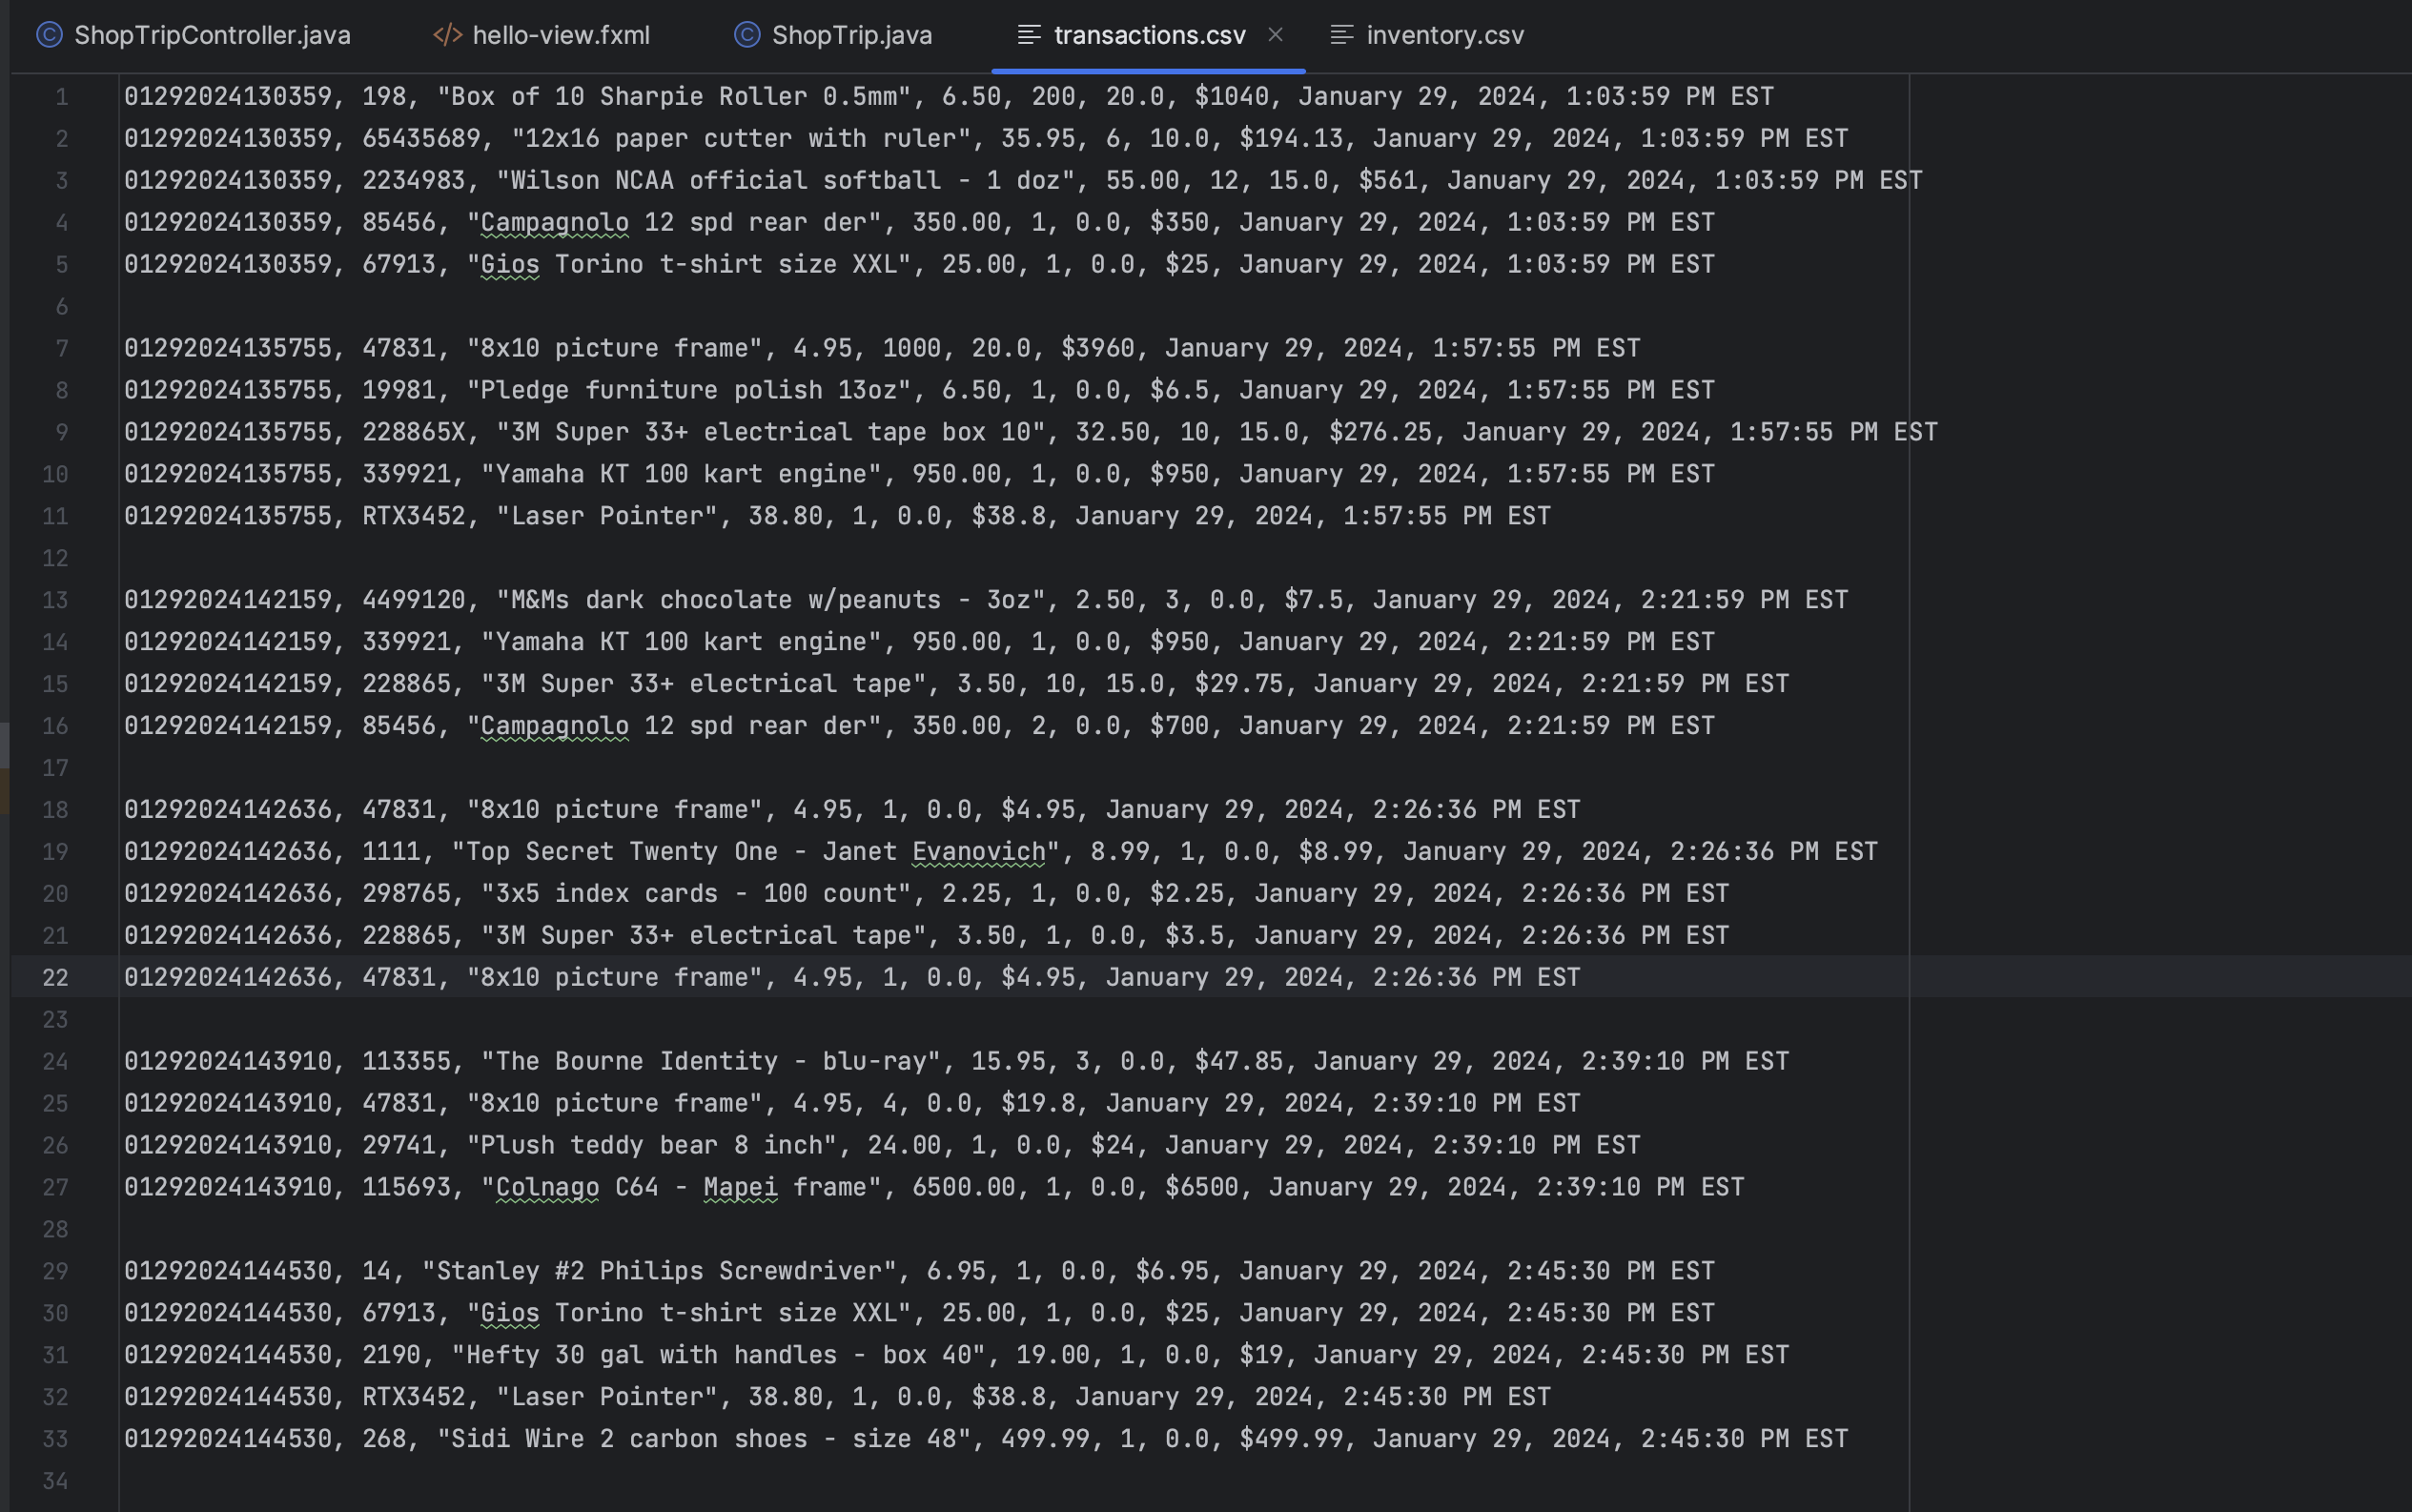 ShopTripController.java hello-view.fxml ShopTrip.java transactions.csv inventory.csv
1 01292024130359, 198, "Box of 10 Sharpie Roller 0.5mm", 6.50, 200, 20.0, $1040, January 29, 2024, 1:03:59 PM EST
2 01292024130359, 65435689, "12x16 paper cutter with ruler", 35.95, 6, 10.0, $194.13, January 29, 2024, 1:03:59 PM EST
3 01292024130359, 2234983, "Wilson NCAA official softball - 1 doz", 55.00, 12, 15.0, $561, January 29, 2024, 1:03:59 PM EST
4 01292024130359, 85456, "Campagnolo 12 spd rear der", 350.00, 1, 0.0, $350, January 29, 2024, 1:03:59 PM EST
5 01292024130359, 67913, "Gios Torino t-shirt size XXL", 25.00, 1, 0.0, $25, January 29, 2024, 1:03:59 PM EST
6
7 01292024135755, 47831, "8x10 picture frame", 4.95, 1000, 20.0, $3960, January 29, 2024, 1:57:55 PM EST
8 01292024135755, 19981, "Pledge furniture polish 13oz", 6.50, 1, 0.0, $6.5, January 29, 2024, 1:57:55 PM EST
9 01292024135755, 228865X, "3M Super 33+ electrical tape box 10", 32.50, 10, 15.0, $276.25, January 29, 2024, 1:57:55 PM EST
10 01292024135755, 339921, "Yamaha KT 100 kart engine", 950.00, 1, 0.0, $950, January 29, 2024, 1:57:55 PM EST
11 01292024135755, RTX3452, "Laser Pointer", 38.80, 1, 0.0, $38.8, January 29, 2024, 1:57:55 PM EST
12
13 01292024142159, 4499120, "M&Ms dark chocolate w/peanuts - 3oz", 2.50, 3, 0.0, $7.5, January 29, 2024, 2:21:59 PM EST
14 01292024142159, 339921, "Yamaha KT 100 kart engine", 950.00, 1, 0.0, $950, January 29, 2024, 2:21:59 PM EST
15 01292024142159, 228865, "3M Super 33+ electrical tape", 3.50, 10, 15.0, $29.75, January 29, 2024, 2:21:59 PM EST
16 01292024142159, 85456, "Campagnolo 12 spd rear der", 350.00, 2, 0.0, $700, January 29, 2024, 2:21:59 PM EST
17
18 01292024142636, 47831, "8x10 picture frame", 4.95, 1, 0.0, $4.95, January 29, 2024, 2:26:36 PM EST
19 01292024142636, 1111, "Top Secret Twenty One - Janet Evanovich", 8.99, 1, 0.0, $8.99, January 29, 2024, 2:26:36 PM EST
20 01292024142636, 298765, "3x5 index cards - 100 count", 2.25, 1, 0.0, $2.25, January 29, 2024, 2:26:36 PM EST
21 01292024142636, 228865, "3M Super 33+ electrical tape", 3.50, 1, 0.0, $3.5, January 29, 2024, 2:26:36 PM EST
22 01292024142636, 47831, "8x10 picture frame", 4.95, 1, 0.0, $4.95, January 29, 2024, 2:26:36 PM EST
23
24 01292024143910, 113355, "The Bourne Identity - blu-ray", 15.95, 3, 0.0, $47.85, January 29, 2024, 2:39:10 PM EST
25 01292024143910, 47831, "8x10 picture frame", 4.95, 4, 0.0, $19.8, January 29, 2024, 2:39:10 PM EST
26 01292024143910, 29741, "Plush teddy bear 8 inch", 24.00, 1, 0.0, $24, January 29, 2024, 2:39:10 PM EST
27 01292024143910, 115693, "Colnago C64 - Mapei frame", 6500.00, 1, 0.0, $6500, January 29, 2024, 2:39:10 PM EST
28
29 01292024144530, 14, "Stanley #2 Philips Screwdriver", 6.95, 1, 0.0, $6.95, January 29, 2024, 2:45:30 PM EST
30 01292024144530, 67913, "Gios Torino t-shirt size XXL", 25.00, 1, 0.0, $25, January 29, 2024, 2:45:30 PM EST
31 01292024144530, 2190, "Hefty 30 gal with handles - box 40", 19.00, 1, 0.0, $19, January 29, 2024, 2:45:30 PM EST
32 01292024144530, RTX3452, "Laser Pointer", 38.80, 1, 0.0, $38.8, January 29, 2024, 2:45:30 PM EST
33 01292024144530, 268, "Sidi Wire 2 carbon shoes - size 48", 499.99, 1, 0.0, $499.99, January 29, 2024, 2:45:30 PM EST
34